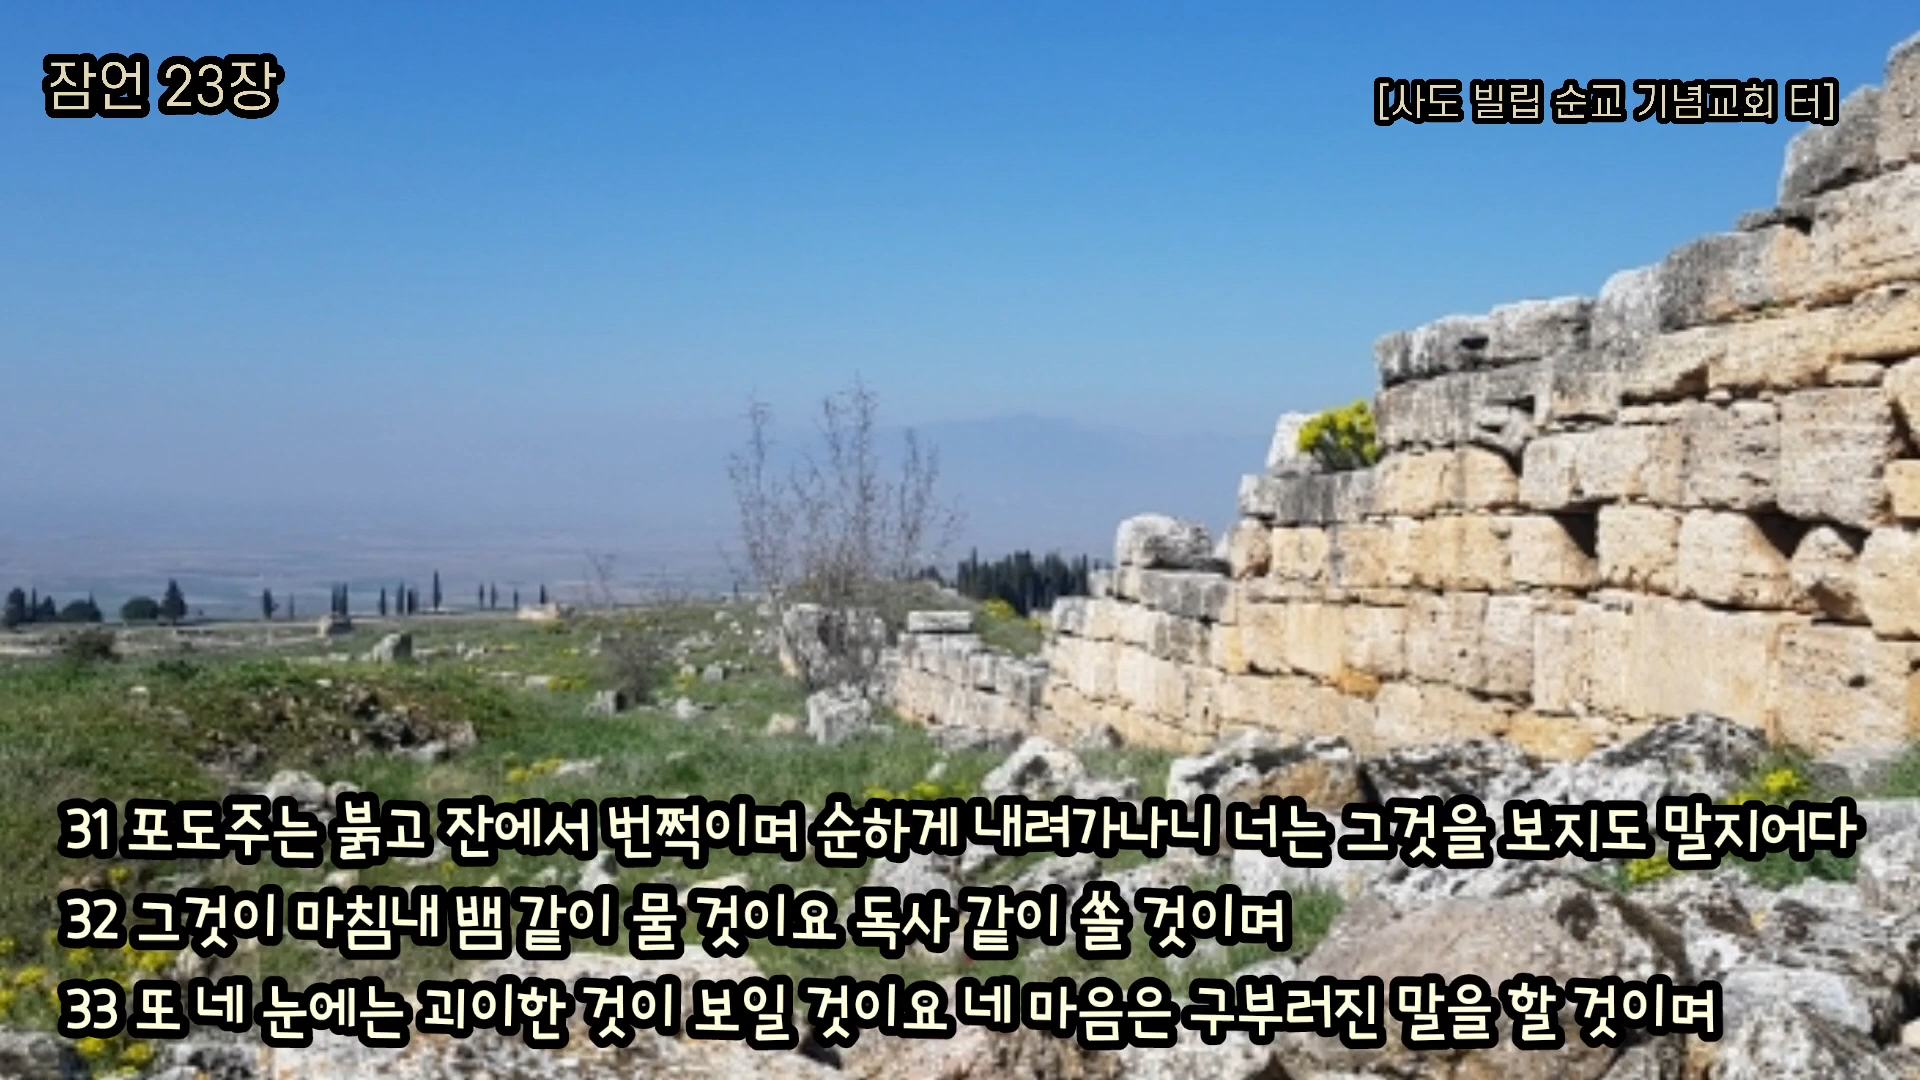 잠언 23장
[사도 빌립 순교 기념교회 터]
31 포도주는 붉고 잔에서 번쩍이며 순하게 내려가나니 너는 그것을 보지도 말지어다
32 그것이 마침내 뱀 같이 물 것이요 독사 같이 쏠 것이며
33 또 네 눈에는 괴이한 것이 보일 것이요 네 마음은 구부러진 말을 할 것이며